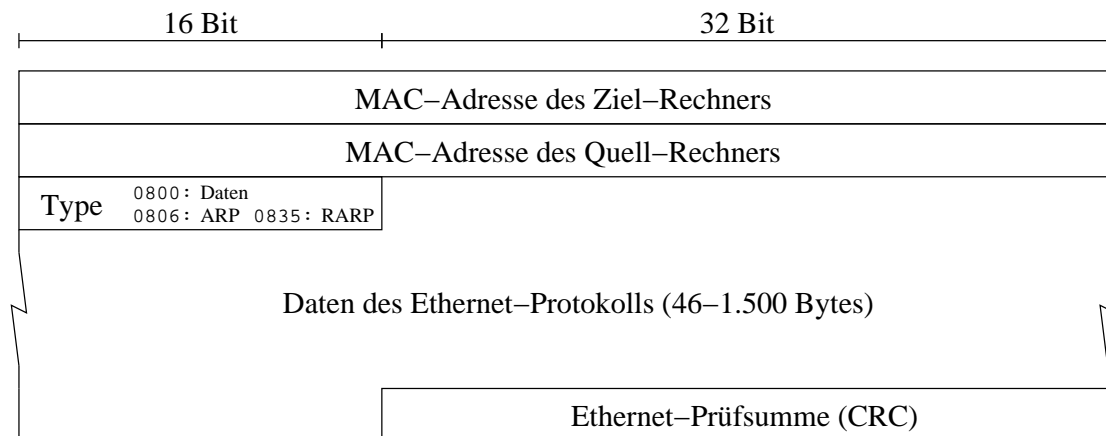 16 Bit 32 Bit
MAC−Adresse des Ziel−Rechners
MAC−Adresse des Quell−Rechners
Type 0800: Daten
0806: ARP 0835: RARP
Daten des Ethernet−Protokolls (46−1.500 Bytes)
Ethernet−Prüfsumme (CRC)